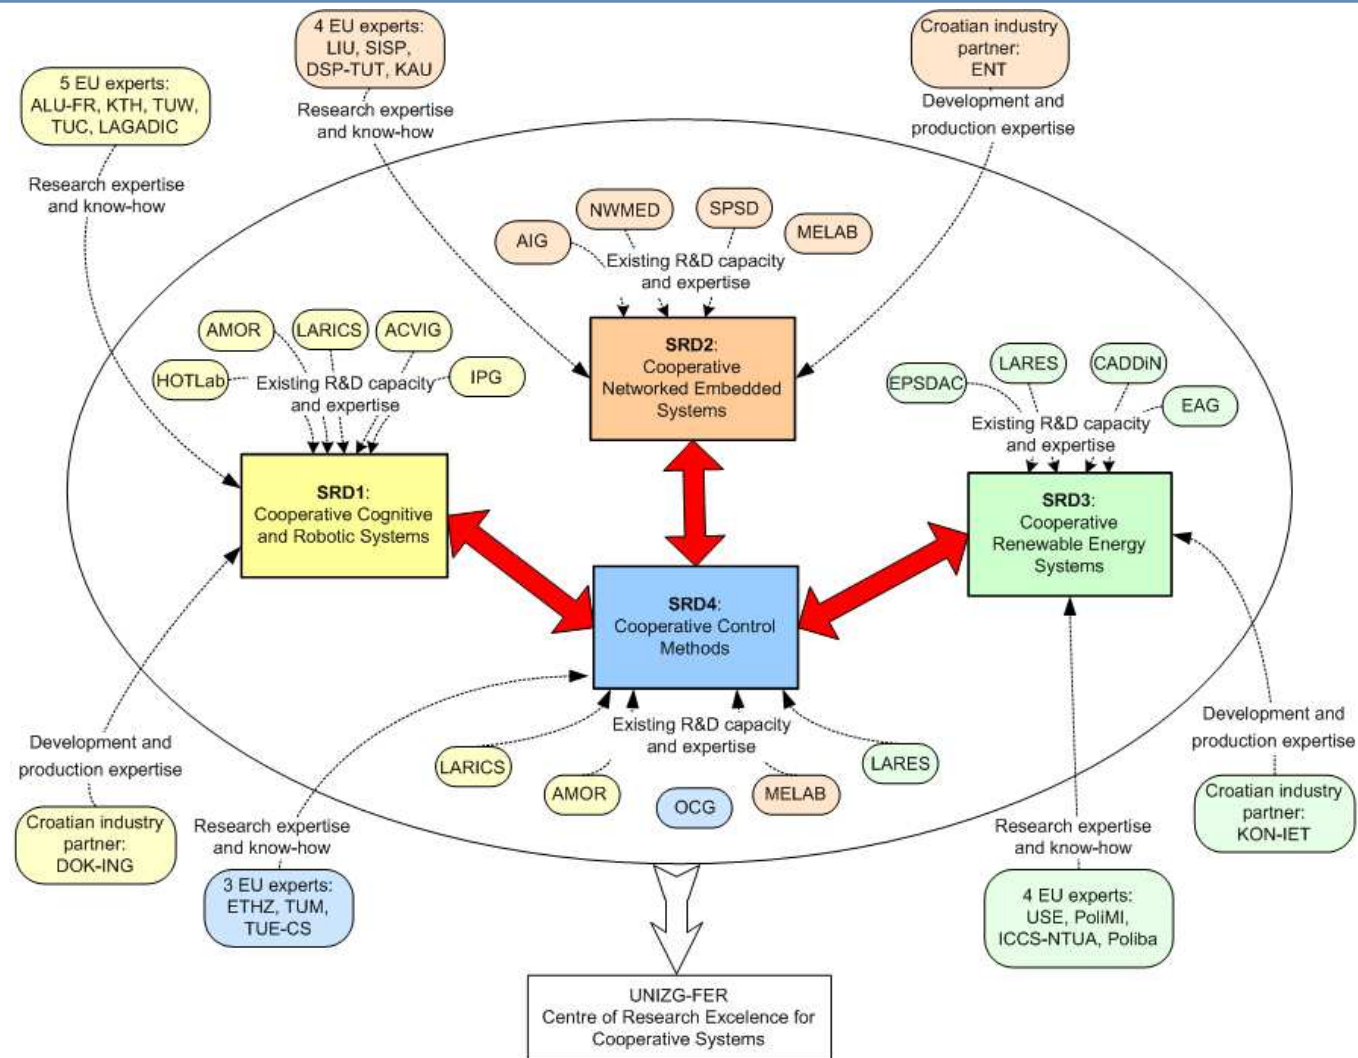 4 EU experts:
LIU, SISP,
DSP-TUT, KAU
Croatian industry
partner:
ENT
5 EU experts:
ALU-FR, KTH, TUW,
TUC, LAGADIC
Research expertise
and know-how
Development and
production expertise
Research expertise
and know-how
NWMED
SPSD
MELAB
AIG
Existing R&D capacity
and expertise
AMOR
LARICS
ACVIG
HOTLab
IPG
Existing R&D capacity
and expertise
SRD2:
Cooperative
Networked Embedded
Systems
EPSDAC
LARES
CADDiN
EAG
Existing R&D capacity
and expertise
SRD1:
Cooperative Cognitive
and Robotic Systems
SRD3:
Cooperative
Renewable Energy
Systems
SRD4:
Cooperative Control
Methods
Existing R&D capacity
and expertise
LARICS
AMOR
OCG
MELAB
LARES
Development and
production expertise
Croatian industry
partner:
DOK-ING
Research expertise
and know-how
3 EU experts:
ETHZ, TUM,
TUE-CS
Research expertise
and know-how
4 EU experts:
USE, PoliMI,
ICCS-NTUA, Poliba
Development and
production expertise
Croatian industry
partner:
KON-IET
UNIZG-FER
Centre of Research Excelence for
Cooperative Systems